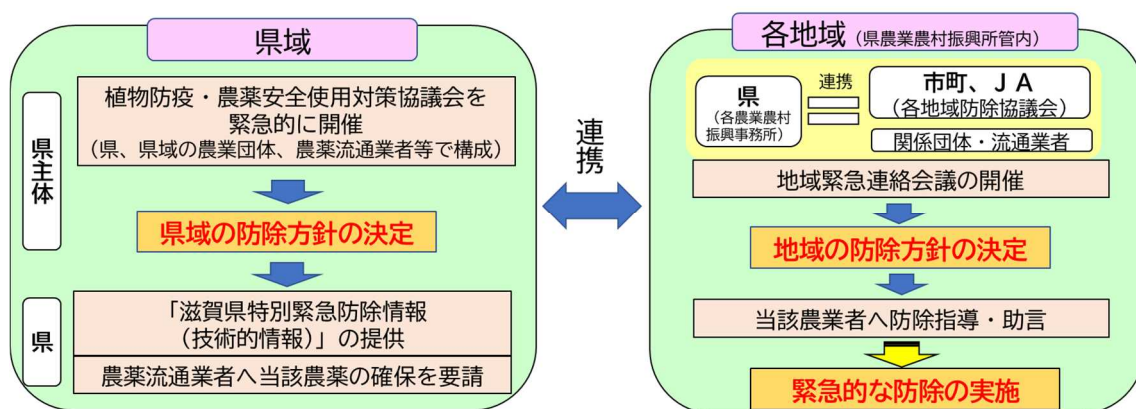 県域
県主体
植物防疫・農薬安全使用対策協議会を
緊急的に開催
（県、県域の農業団体、農薬流通業者等で構成）
県域の防除方針の決定
県
「滋賀県特別緊急防除情報
（技術的情報）」の提供
農薬流通業者へ当該農薬の確保を要請
連携
各地域（県農業農村振興所管内）
県
（各農業農村
振興事務所）
連携
市町、ＪＡ
（各地域防除協議会）
関係団体・流通業者
地域緊急連絡会議の開催
地域の防除方針の決定
当該農業者へ防除指導・助言
緊急的な防除の実施